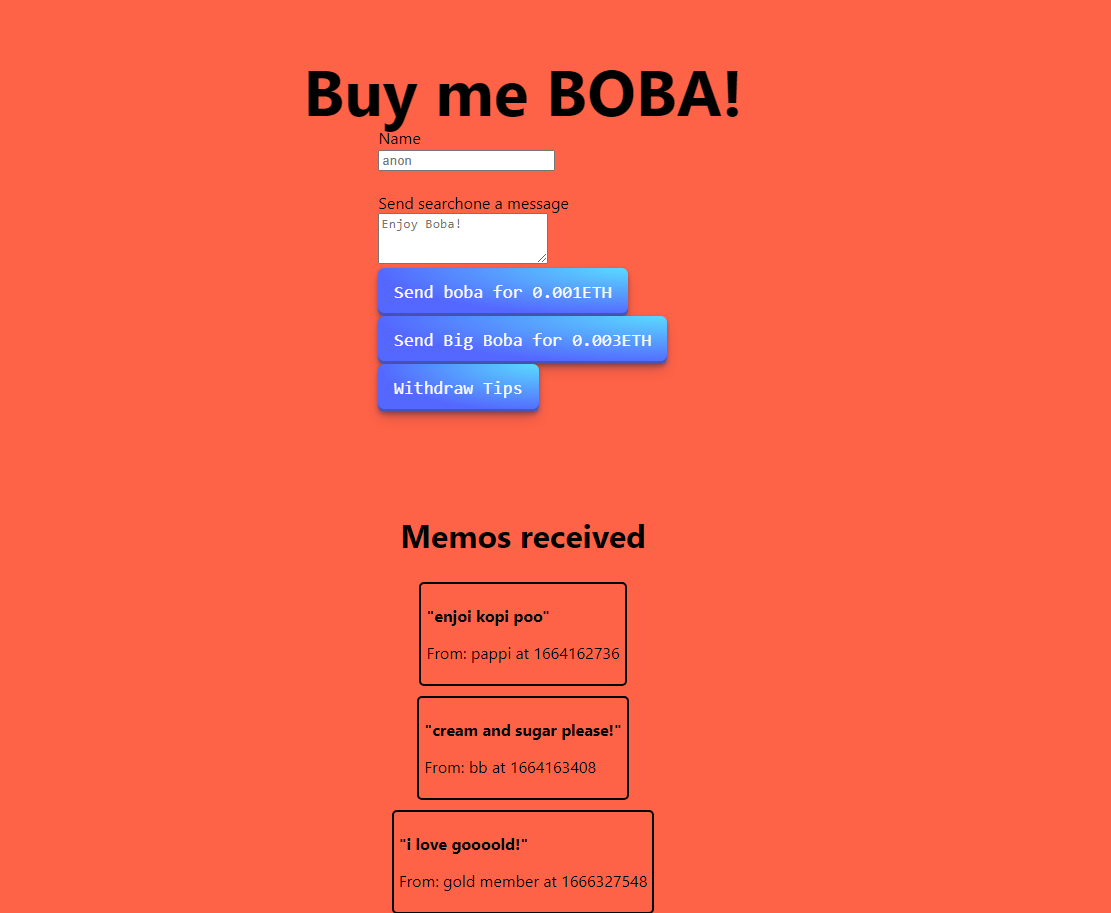 Buy me BOBA!
Name
anon
Send searchone a message
Enjoy Boba!
Send boba for 0.001ETH
Send Big Boba for 0.003ETH
Withdraw Tips
Memos received
"enjoi kopi poo"
From: pappi at 1664162736
"cream and sugar please!"
From: bb at 1664163408
"i love goooold!"
From: gold member at 1666327548